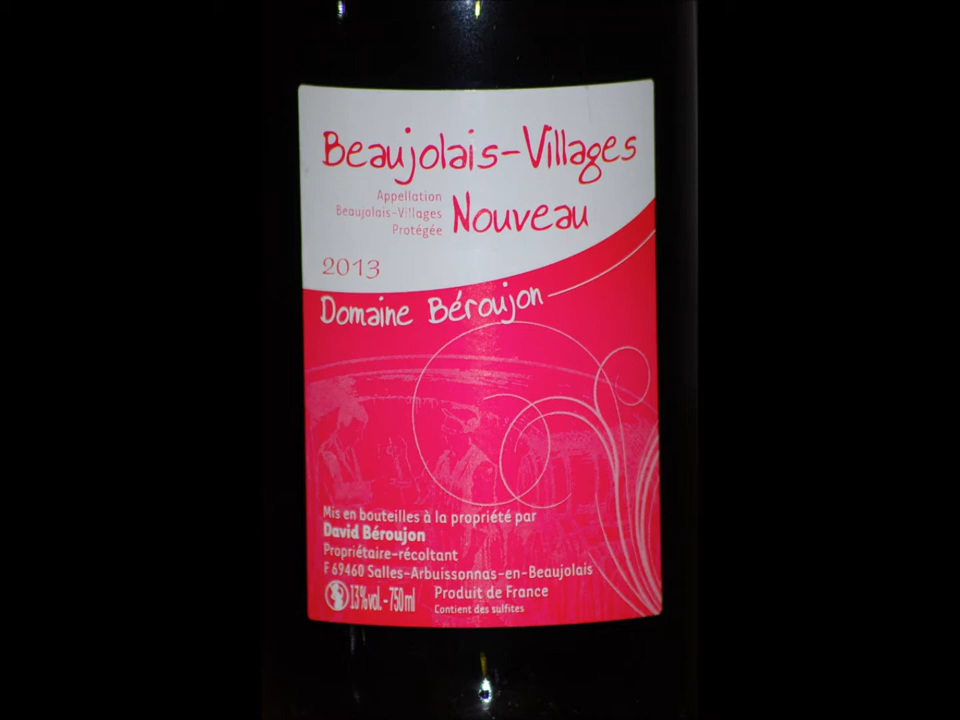 Beaujolais-Villages
Appellation
Beaujolais-Villages
Protégée
Nouveau
2013
Domaine Béroujon
Mis en bouteilles à la propriété par
David Béroujon
Propriétaire-récoltant
F 69460 Salles-Arbuissonnas-en-Beaujolais
13%vol. - 750ml
Produit de France
Contient des sulfites